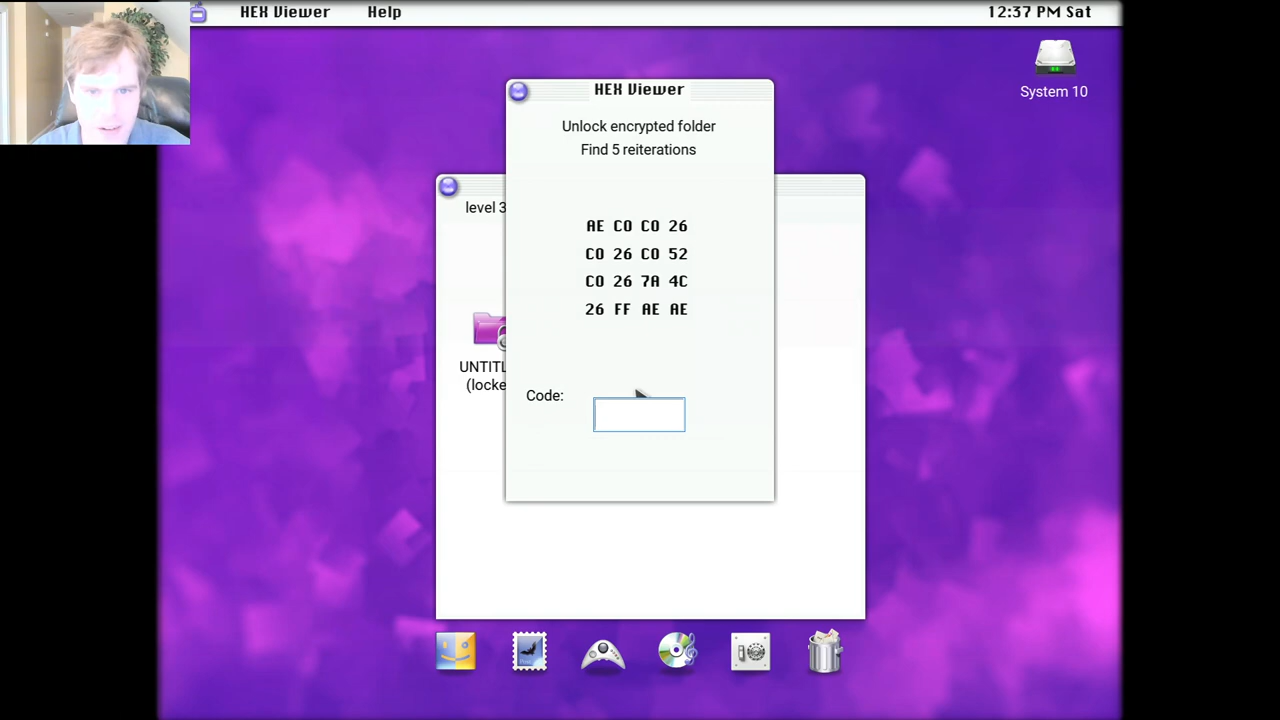 HEX Viewer Help 12:37 PM Sat
System 10
HEX Viewer
Unlock encrypted folder
Find 5 reiterations
level 3
AE C0 C0 26
C0 26 C0 52
C0 26 7A 4C
26 FF AE AE
UNTITL
(locke
Code: